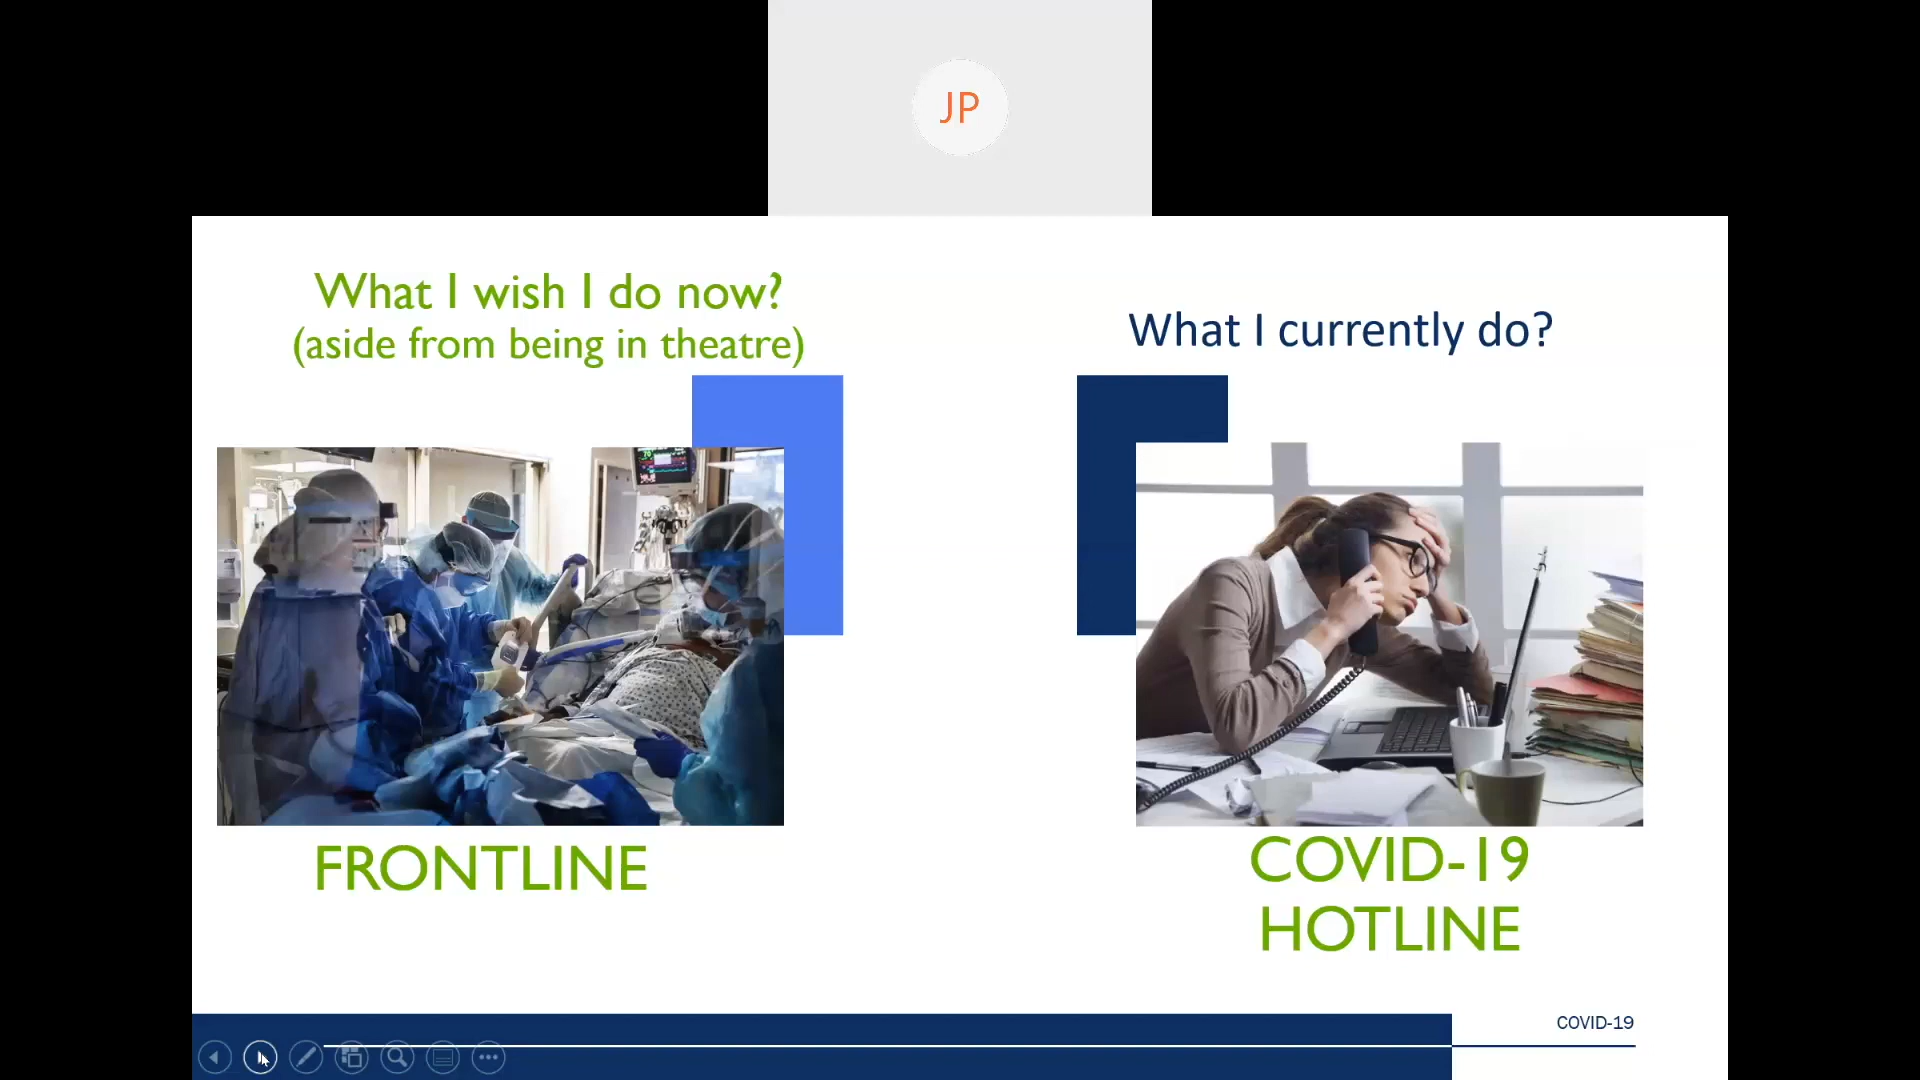 JP
What I wish I do now?
(aside from being in theatre)
What I currently do?
FRONTLINE
COVID-19
HOTLINE
COVID-19